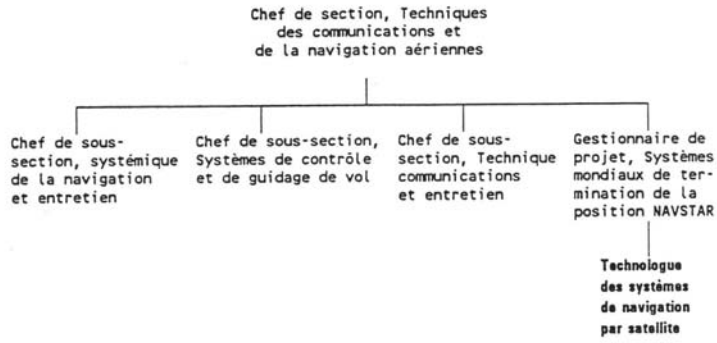 Chef de section, Techniques
des communications et
de la navigation aériennes
Chef de sous-
section, systémique
de la navigation
et entretien
Chef de sous-section,
Systèmes de contrôle
et de guidage de vol
Chef de sous-
section, Technique
communications
et entretien
Gestionnaire de
projet, Systèmes
mondiaux de ter-
mination de la
position NAVSTAR
Technologue
des systèmes
de navigation
par satellite